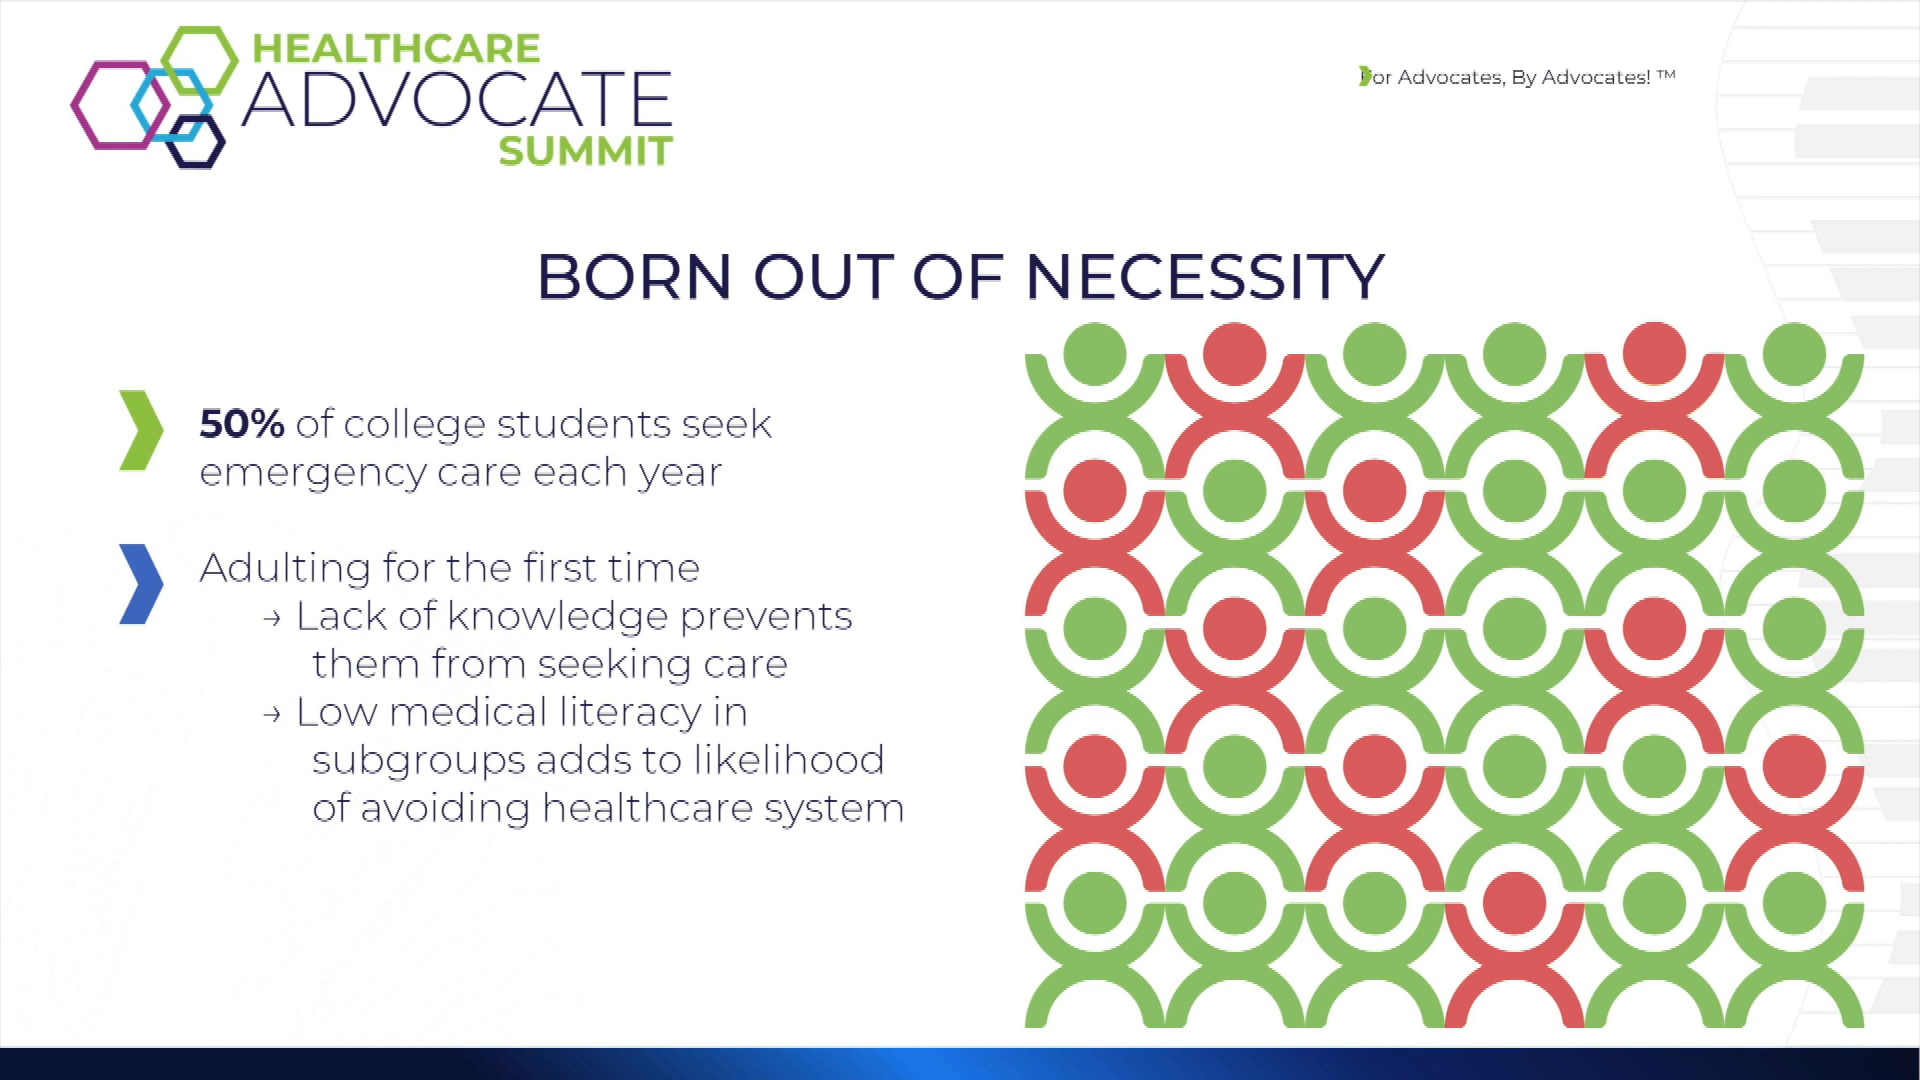 HEALTHCARE
ADVOCATE
SUMMIT
For Advocates, By Advocates! ™
BORN OUT OF NECESSITY
50% of college students seek
emergency care each year
Adulting for the first time
→ Lack of knowledge prevents
them from seeking care
→ Low medical literacy in
subgroups adds to likelihood
of avoiding healthcare system